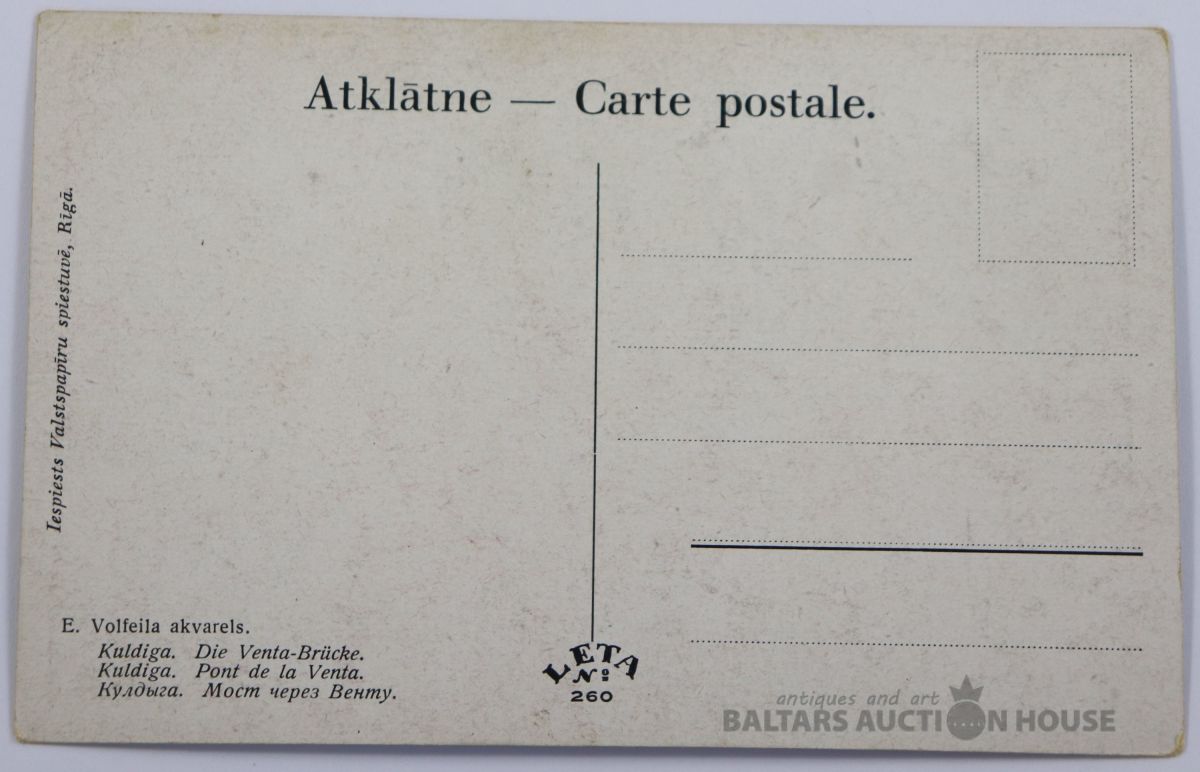 Atklātne — Carte postale.
Iespiests Valstspapīru spiestuvē, Rīgā.
E. Volfeila akvarels.
Kuldiga. Die Venta-Brücke.
Kuldiga. Pont de la Venta.
Кулдыга. Мост через Венту.
LETA
№
260
antiques and art
BALTARS AUCTION HOUSE